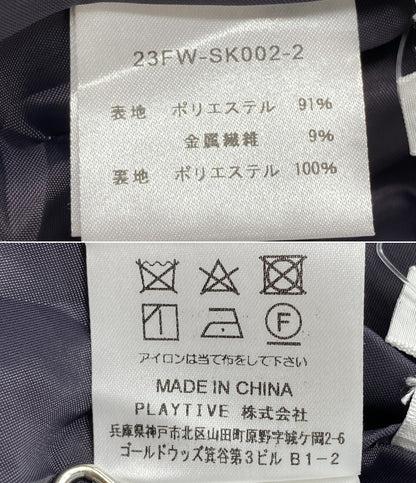 23FW-SK002-2
表地 ポリエステル 91%
金属繊維 9%
裏地 ポリエステル 100%
F
アイロンは当て布をして下さい
MADE IN CHINA
PLAYTIVE 株式会社
兵庫県神戸市北区山田町原野字城ケ岡2-6
ゴールドウッズ箕谷第3ビル B1-2